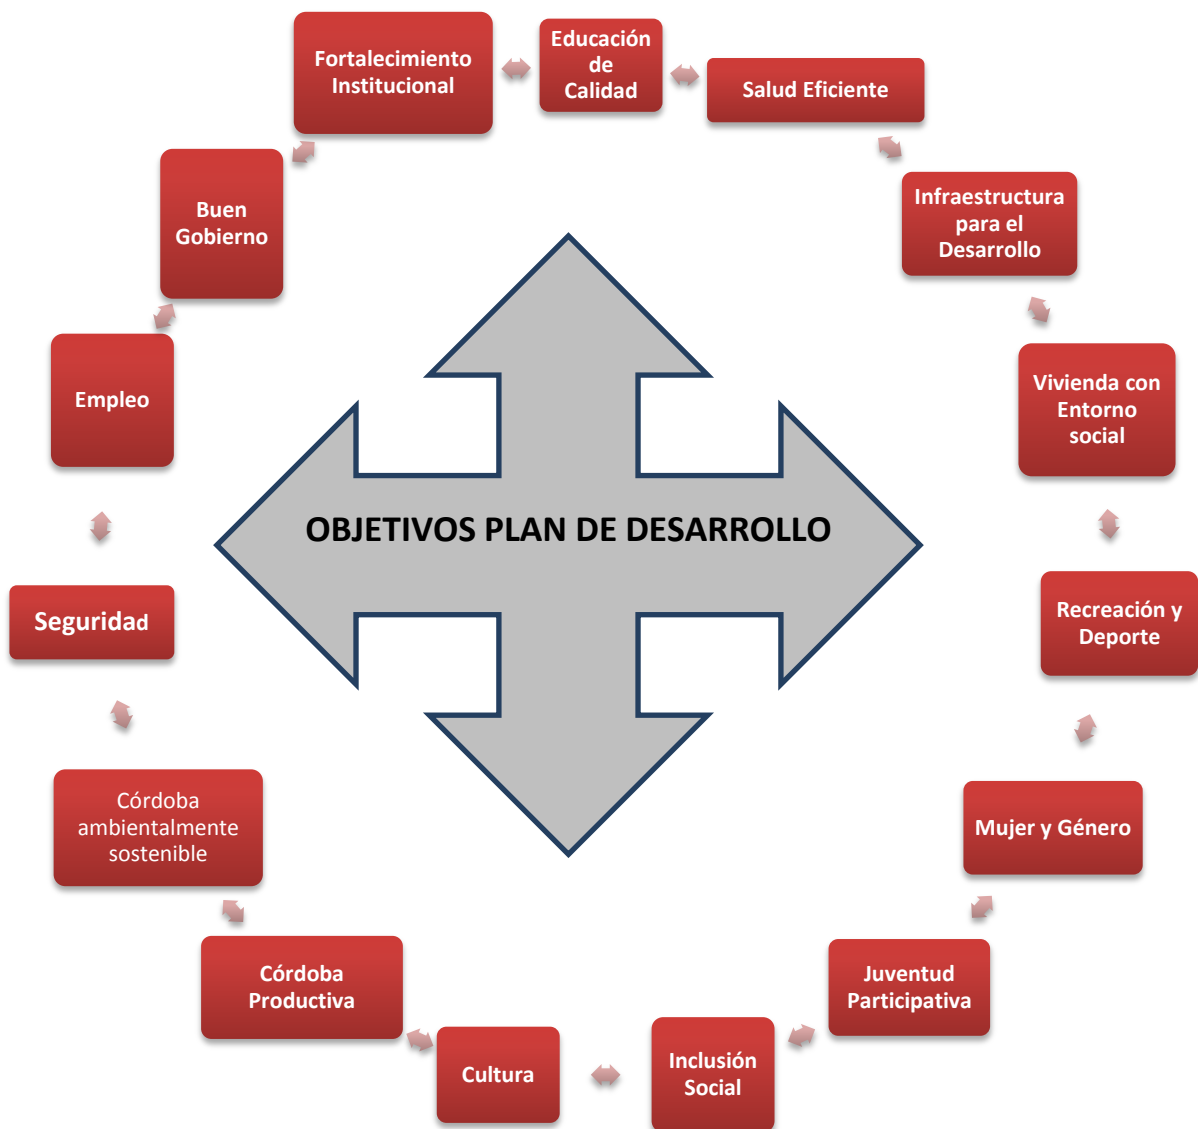 Fortalecimiento
Institucional
Educación
de
Calidad
Salud Eficiente
Infraestructura
para el
Desarrollo
Vivienda con
Entorno
social
Recreación y
Deporte
Mujer y Género
Juventud
Participativa
Inclusión
Social
Cultura
Córdoba
Productiva
Córdoba
ambientalmente
sostenible
Seguridad
Empleo
Buen
Gobierno
OBJETIVOS PLAN DE DESARROLLO